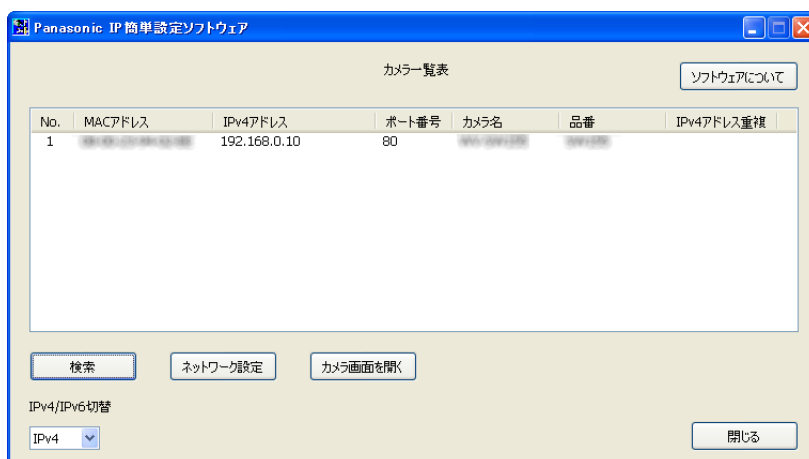 Panasonic IP簡単設定ソフトウェア
カメラ一覧表
ソフトウェアについて
No. MACアドレス IPv4アドレス ポート番号 カメラ名 品番 IPv4アドレス重複
1 192.168.0.10 80
検索 ネットワーク設定 カメラ画面を開く
IPv4/IPv6切替
IPv4
閉じる